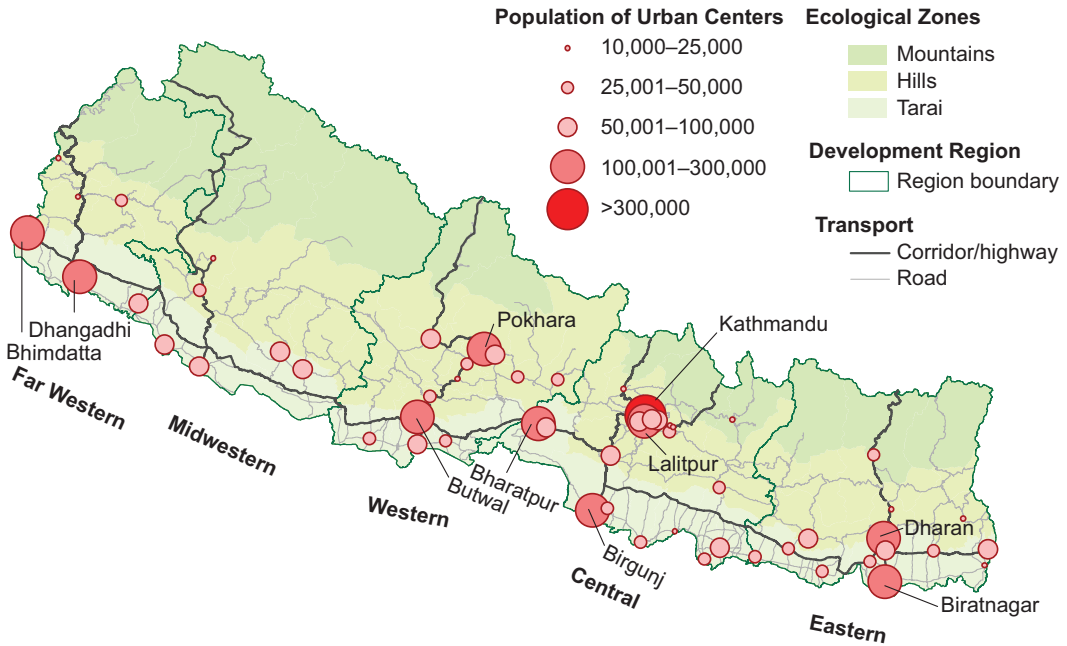 Population of Urban Centers
10,000–25,000
25,001–50,000
50,001–100,000
100,001–300,000
>300,000
Ecological Zones
Mountains
Hills
Tarai
Development Region
Region boundary
Transport
Corridor/highway
Road
Kathmandu
Pokhara
Dhangadhi
Bhimdatta
Far Western
Midwestern
Lalitpur
Bharatpur
Butwal
Western
Dharan
Birgunj
Central
Biratnagar
Eastern